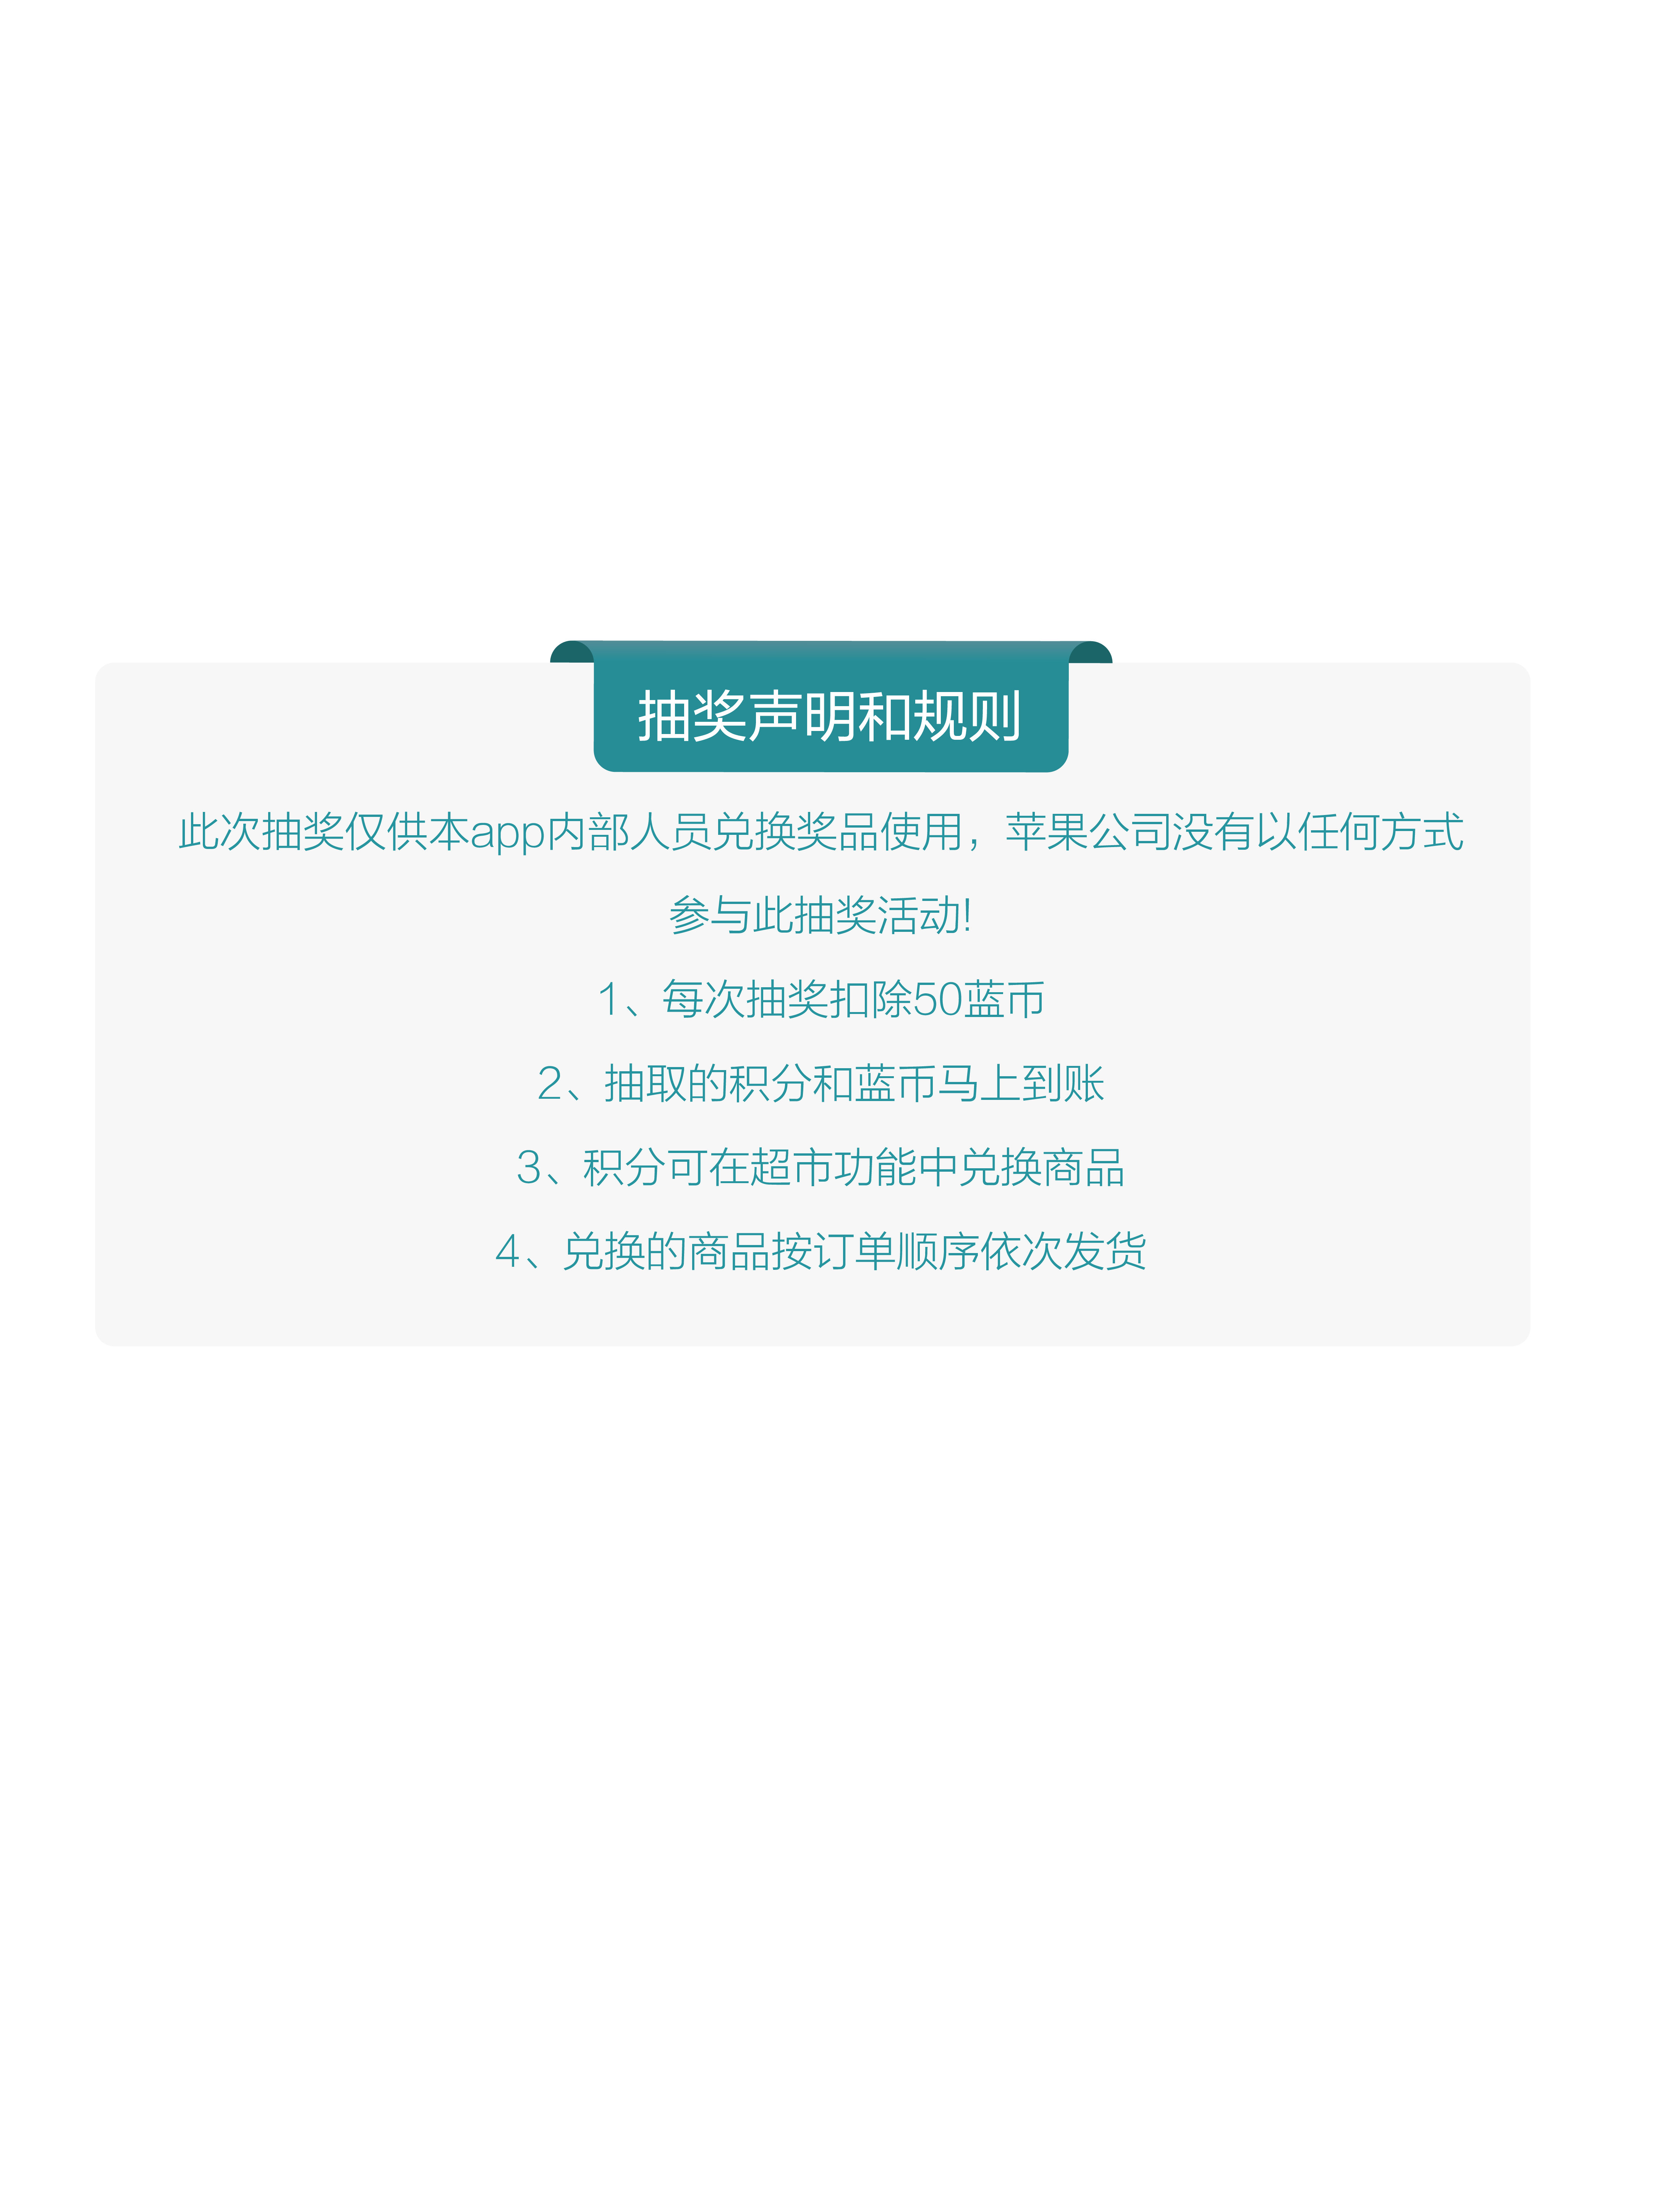 抽奖声明和规则
此次抽奖仅供本app内部人员兑换奖品使用，苹果公司没有以任何方式
参与此抽奖活动!
1、每次抽奖扣除50蓝币
2、抽取的积分和蓝币马上到账
3、积分可在超市功能中兑换商品
4、兑换的商品按订单顺序依次发货